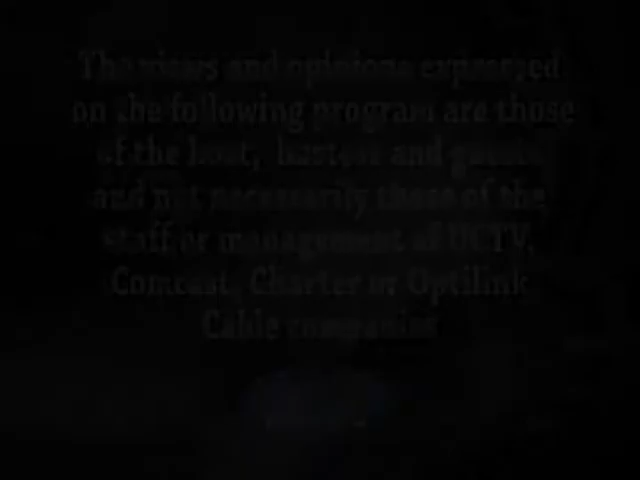 The views and opinions expressed
on the following program are those
of the host, hostess and guests
and not necessarily those of the
staff or management of
Comcast, Charter or Optilink
Cable companies